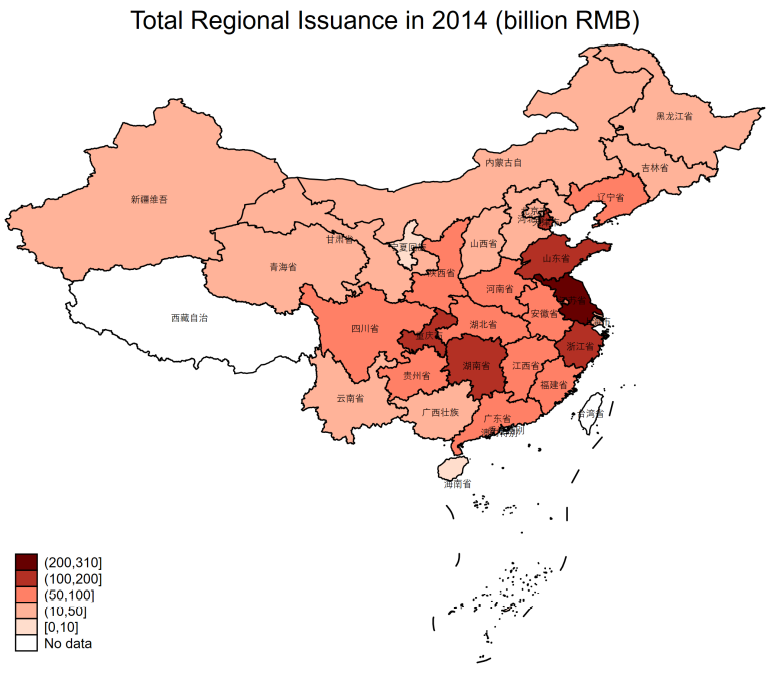 Total Regional Issuance in 2014 (billion RMB)
黑龙江省
内蒙古自
吉林省
新疆维吾
辽宁省
北京市
甘肃省
山西省
宁夏回族
山东省
青海省
陕西省
河南省
西藏自治
安徽省
湖北省
四川省
重庆市
浙江省
湖南省
江西省
贵州省
福建省
云南省
广西壮族
台湾省
广东省
海南省
(200,310]
(100,200]
(50,100]
(10,50]
[0,10]
No data